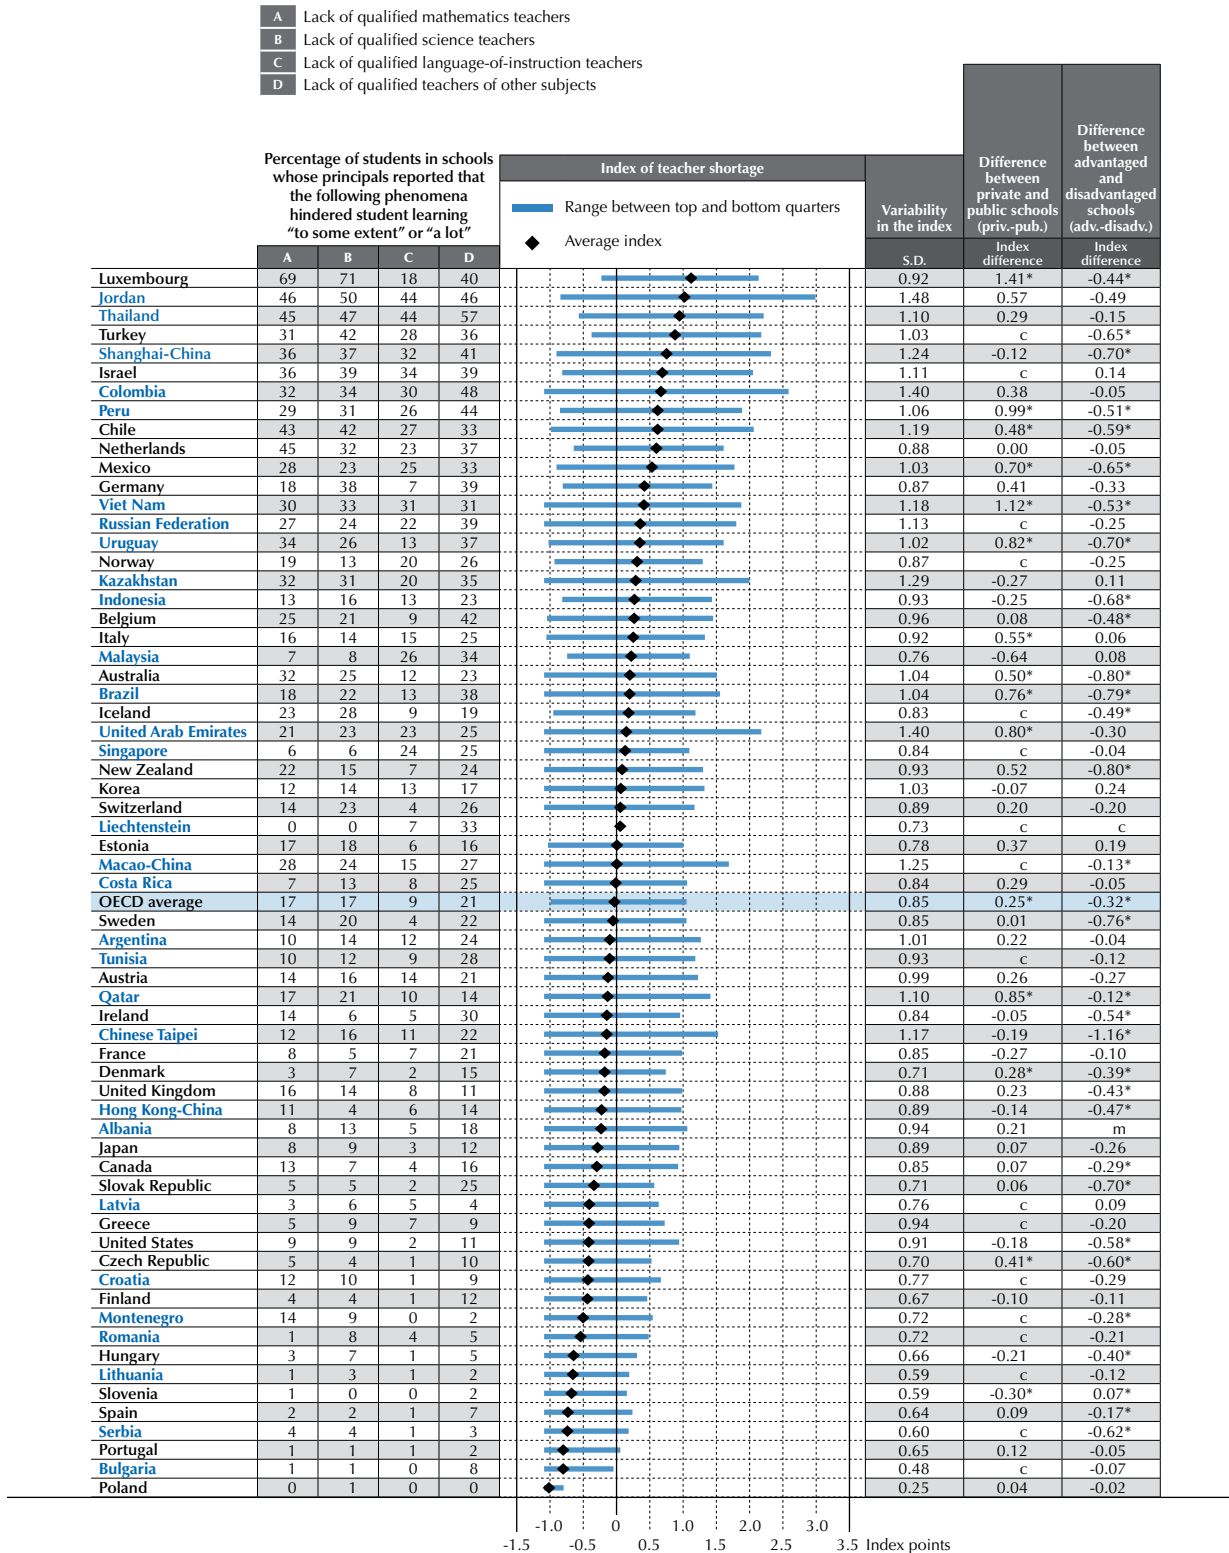 A Lack of qualified mathematics teachers
B Lack of qualified science teachers
C Lack of qualified language-of-instruction teachers
D Lack of qualified teachers of other subjects
Percentage of students in schools
whose principals reported that
the following phenomena
hindered student learning
“to some extent” or “a lot”
A B C D
Index of teacher shortage
Range between top and bottom quarters
Average index
Variability
in the index
S.D.
Difference
between
private and
public schools
(priv.-pub.)
Index
difference
Difference
between
advantaged
and
disadvantaged
schools
(adv.-disadv.)
Index
difference
Luxembourg 69 71 18 40 0.92 1.41* -0.44*
Jordan 46 50 44 46 1.48 0.57 -0.49
Thailand 45 47 44 57 1.10 0.29 -0.15
Turkey 31 42 28 36 1.03 c -0.65*
Shanghai-China 36 37 32 41 1.24 -0.12 -0.70*
Israel 36 39 34 39 1.11 c 0.14
Colombia 32 34 30 48 1.40 0.38 -0.05
Peru 29 31 26 44 1.06 0.99* -0.51*
Chile 43 42 27 33 1.19 0.48* -0.59*
Netherlands 45 32 23 37 0.88 0.00 -0.05
Mexico 28 23 25 33 1.03 0.70* -0.65*
Germany 18 38 7 39 0.87 0.41 -0.33
Viet Nam 30 33 31 31 1.18 1.12* -0.53*
Russian Federation 27 24 22 39 1.13 c -0.25
Uruguay 34 26 13 37 1.02 0.82* -0.70*
Norway 19 13 20 26 0.87 c -0.25
Kazakhstan 32 31 20 35 1.29 -0.27 0.11
Indonesia 13 16 13 23 0.93 -0.25 -0.68*
Belgium 25 21 9 42 0.96 0.08 -0.48*
Italy 16 14 15 25 0.92 0.55* 0.06
Malaysia 7 8 26 34 0.76 -0.64 0.08
Australia 32 25 12 23 1.04 0.50* -0.80*
Brazil 18 22 13 38 1.04 0.76* -0.79*
Iceland 23 28 9 19 0.83 c -0.49*
United Arab Emirates 21 23 23 25 1.40 0.80* -0.30
Singapore 6 6 24 25 0.84 c -0.04
New Zealand 22 15 7 24 0.93 0.52 -0.80*
Korea 12 14 13 17 1.03 -0.07 0.24
Switzerland 14 23 4 26 0.89 0.20 -0.20
Liechtenstein 0 0 7 33 0.73 c c
Estonia 17 18 6 16 0.78 0.37 0.19
Macao-China 28 24 15 27 1.25 c -0.13*
Costa Rica 7 13 8 25 0.84 0.29 -0.05
OECD average 17 17 9 21 0.85 0.25* -0.32*
Sweden 14 20 4 22 0.85 0.01 -0.76*
Argentina 10 14 12 24 1.01 0.22 -0.04
Tunisia 10 12 9 28 0.93 c -0.12
Austria 14 16 14 21 0.99 0.26 -0.27
Qatar 17 21 10 14 1.10 0.85* -0.12*
Ireland 14 6 5 30 0.84 -0.05 -0.54*
Chinese Taipei 12 16 11 22 1.17 -0.19 -1.16*
France 8 5 7 21 0.85 -0.27 -0.10
Denmark 3 7 2 15 0.71 0.28* -0.39*
United Kingdom 16 14 8 11 0.88 0.23 -0.43*
Hong Kong-China 11 4 6 14 0.89 -0.14 -0.47*
Albania 8 13 5 18 0.94 0.21 m
Japan 8 9 3 12 0.89 0.07 -0.26
Canada 13 7 4 16 0.85 0.07 -0.29*
Slovak Republic 5 5 2 25 0.71 0.06 -0.70*
Latvia 3 6 5 4 0.76 c 0.09
Greece 5 9 7 9 0.94 c -0.20
United States 9 9 2 11 0.91 -0.18 -0.58*
Czech Republic 5 4 1 10 0.70 0.41* -0.60*
Croatia 12 10 1 9 0.77 c -0.29
Finland 4 4 1 12 0.67 -0.10 -0.11
Montenegro 14 9 0 2 0.72 c -0.28*
Romania 1 8 4 5 0.72 c -0.21
Hungary 3 7 1 5 0.66 -0.21 -0.40*
Lithuania 1 3 1 2 0.59 c -0.12
Slovenia 1 0 0 2 0.59 -0.30* 0.07*
Spain 2 2 1 7 0.64 0.09 -0.17*
Serbia 4 4 1 3 0.60 c -0.62*
Portugal 1 1 1 2 0.65 0.12 -0.05
Bulgaria 1 1 0 8 0.48 c -0.07
Poland 0 1 0 0 0.25 0.04 -0.02
-1.0 0 1.0 2.0 3.0
-1.5 -0.5 0.5 1.5 2.5 3.5 Index points